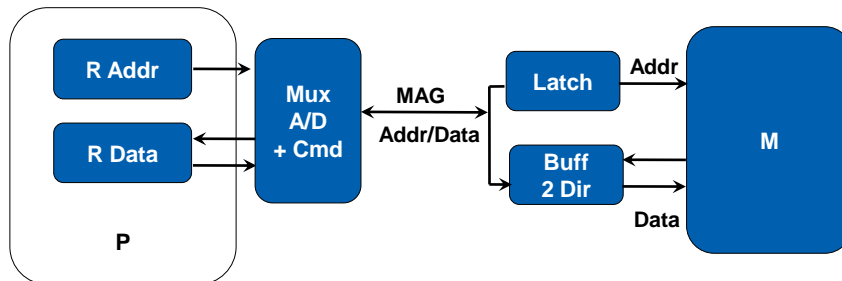 R Addr
R Data
P
Mux
A/D
+ Cmd
MAG
Addr/Data
Latch
Buff
2 Dir
Addr
Data
M